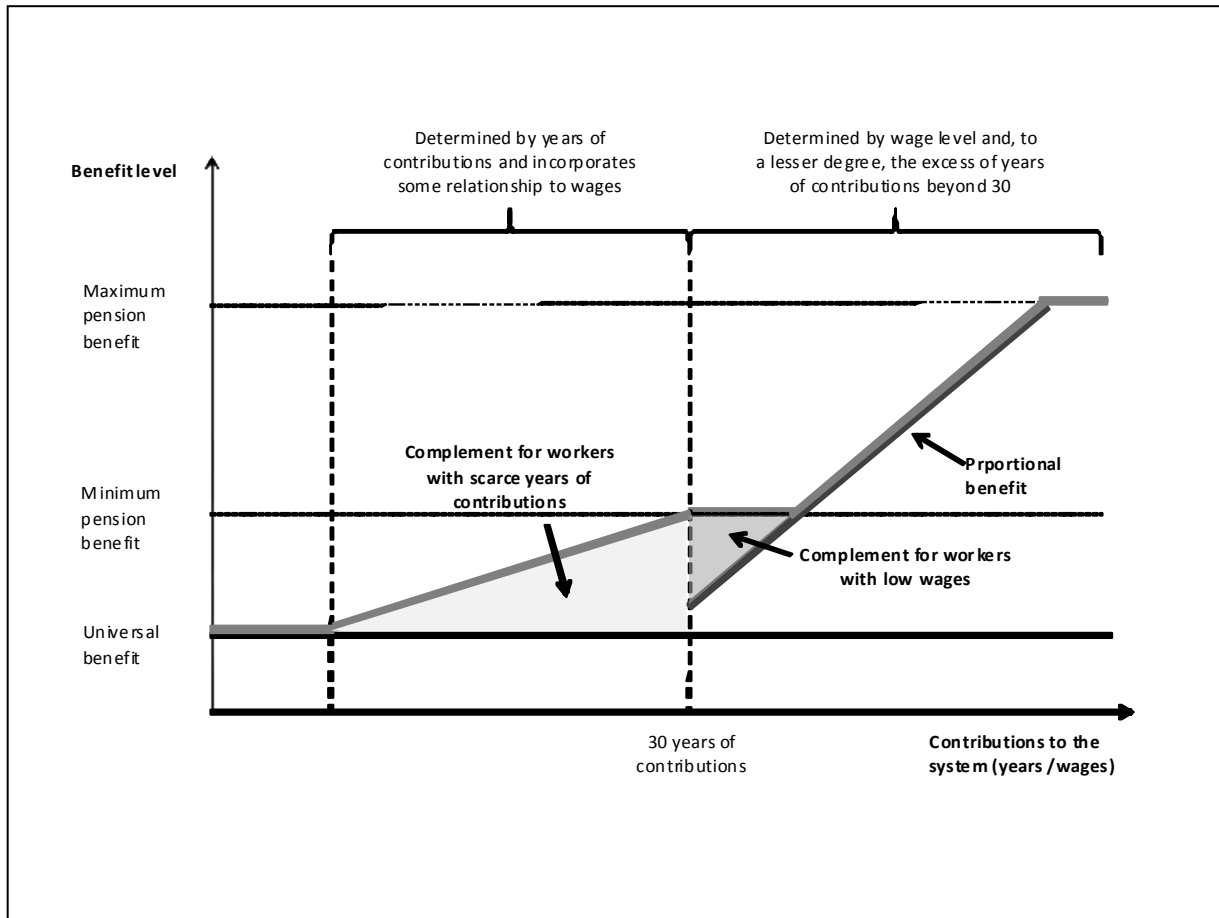 Determined by years of
contributions and incorporates
some relationship to wages
Determined by wage level and, to
a lesser degree, the excess of years
of contributions beyond 30
Benefit level
Maximum
pension
benefit
Complement for workers
with scarce years of
contributions
Prportional
benefit
Minimum
pension
benefit
Complement for workers
with low wages
Universal
benefit
30 years of
contributions
Contributions to the
system (years /wages)